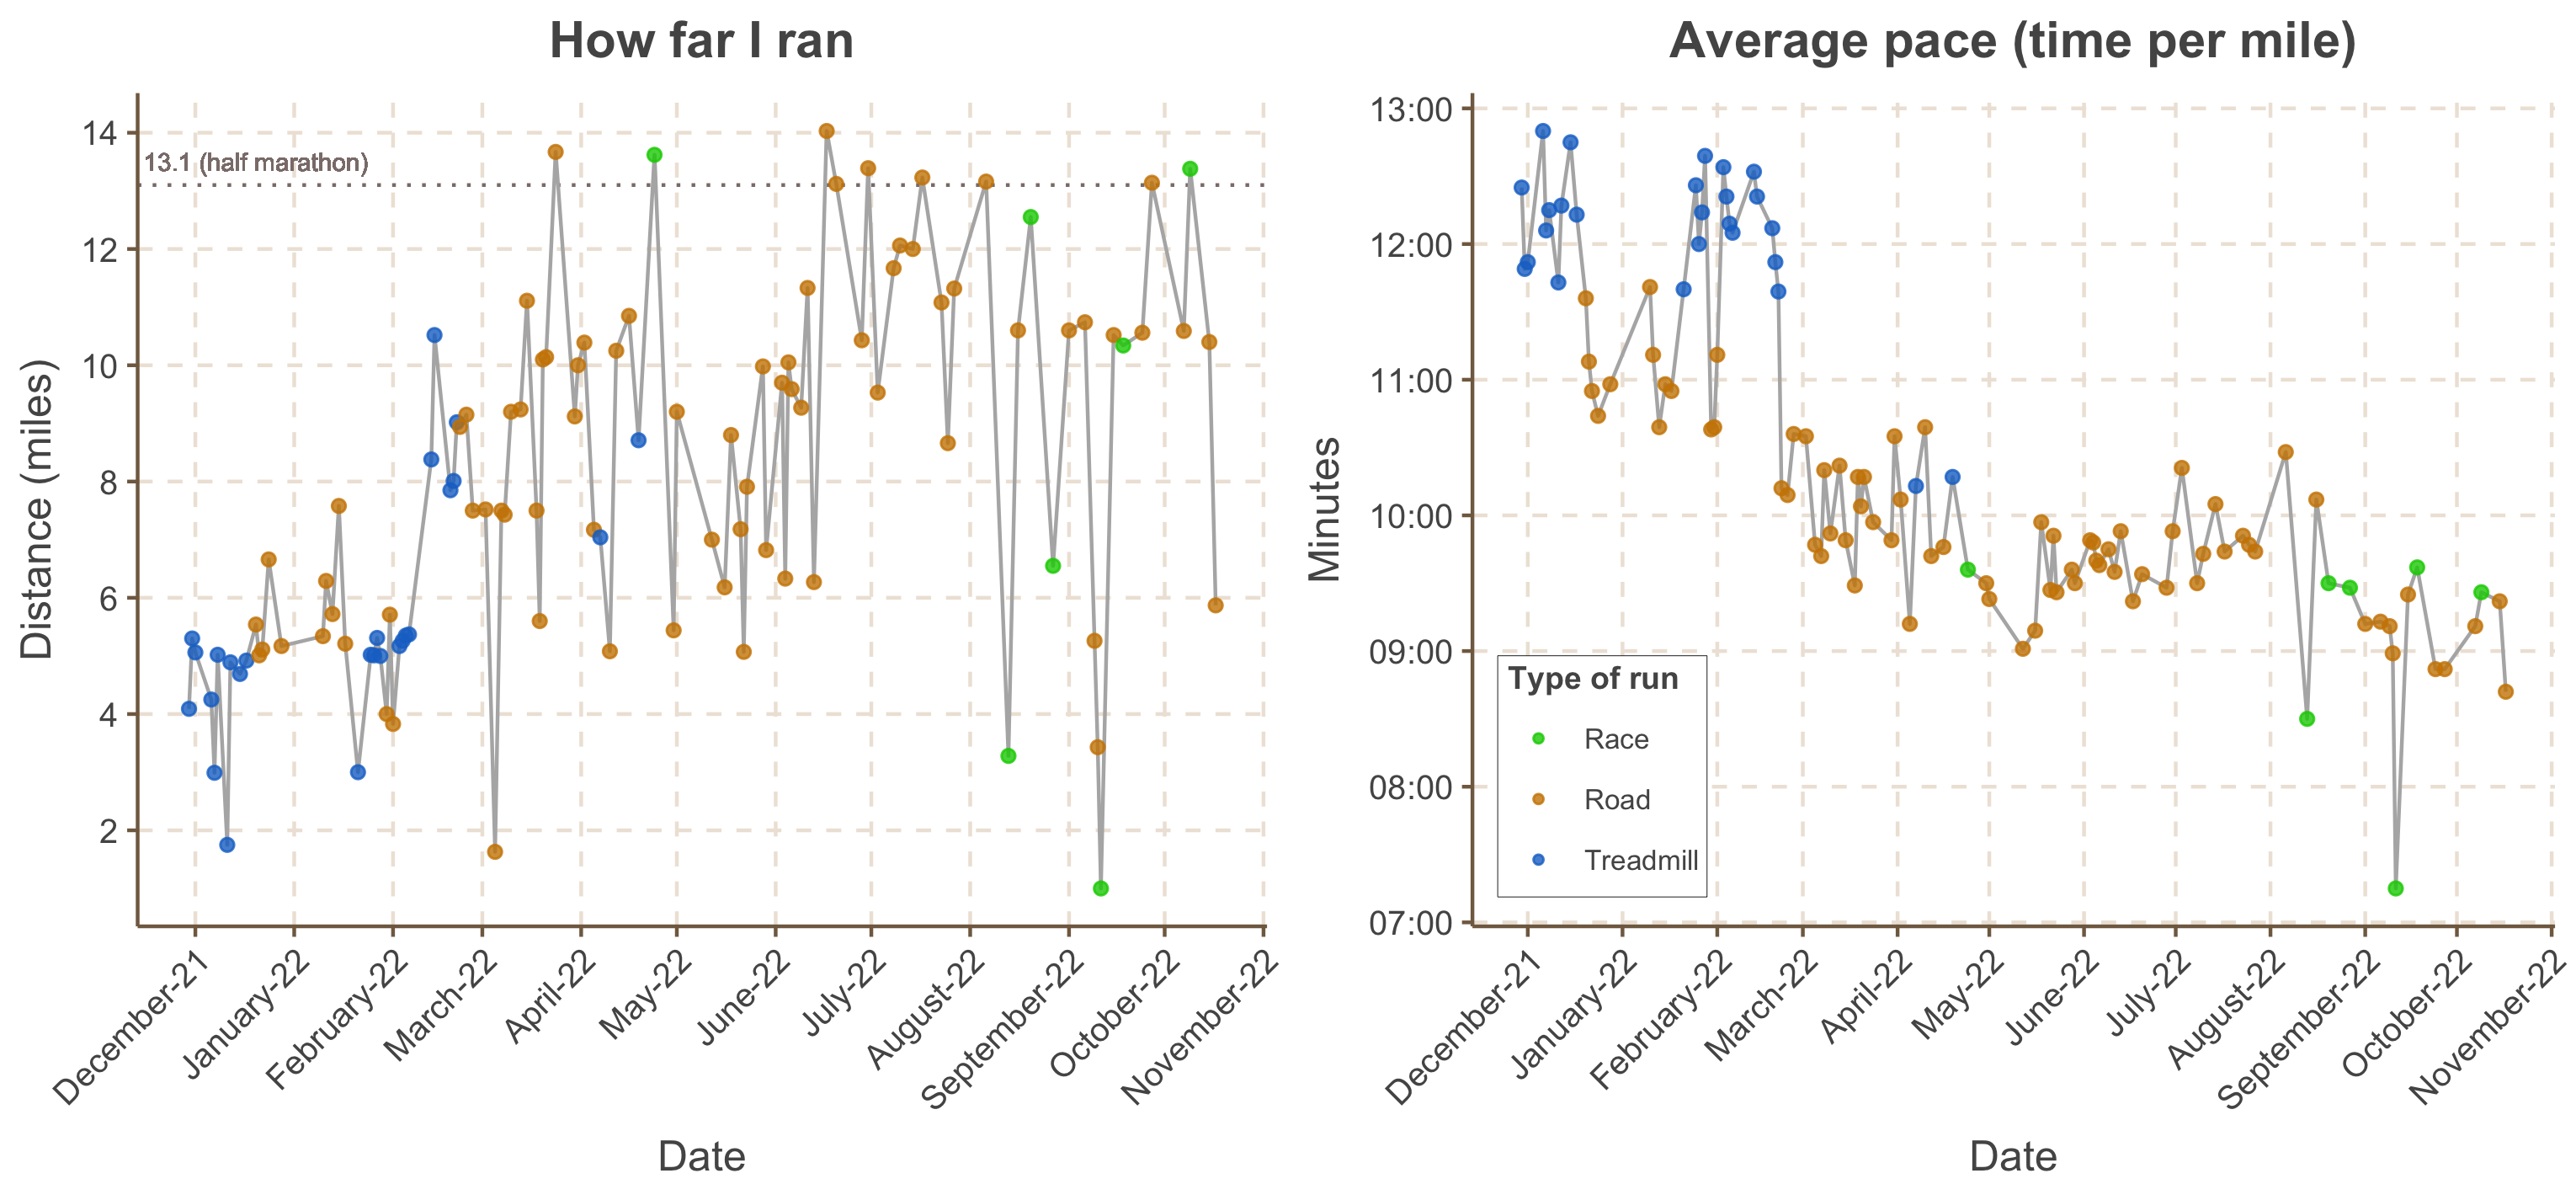 How far I ran
Distance (miles)
14
12
10
8
6
4
2
13.1 (half marathon)
December-21
January-22
February-22
March-22
April-22
May-22
June-22
July-22
August-22
September-22
October-22
November-22
Date
Average pace (time per mile)
Minutes
13:00
12:00
11:00
10:00
09:00
08:00
07:00
Type of run
Race
Road
Treadmill
December-21
January-22
February-22
March-22
April-22
May-22
June-22
July-22
August-22
September-22
October-22
November-22
Date